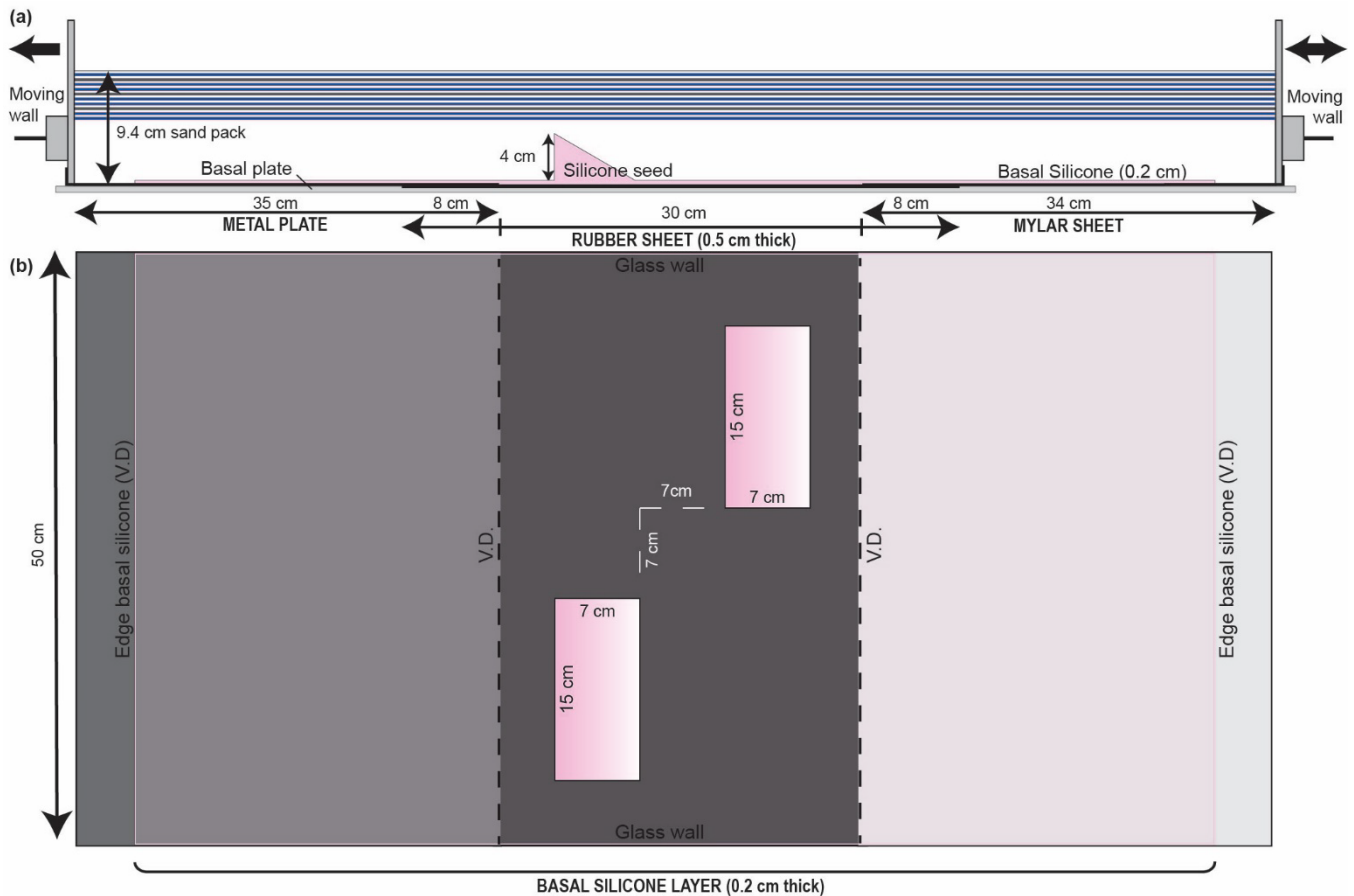 (a)
Moving
wall
Moving
wall
9.4 cm sand pack
4 cm
Silicone seed
Basal plate
Basal Silicone (0.2 cm)
35 cm
8 cm
30 cm
8 cm
34 cm
METAL PLATE
RUBBER SHEET (0.5 cm thick)
MYLAR SHEET
(b)
Glass wall
50 cm
Edge basal silicone (V.D)
V.D.
15 cm
7 cm
7cm
7 cm
7 cm
15 cm
V.D.
Edge basal silicone (V.D)
Glass wall
BASAL SILICONE LAYER (0.2 cm thick)